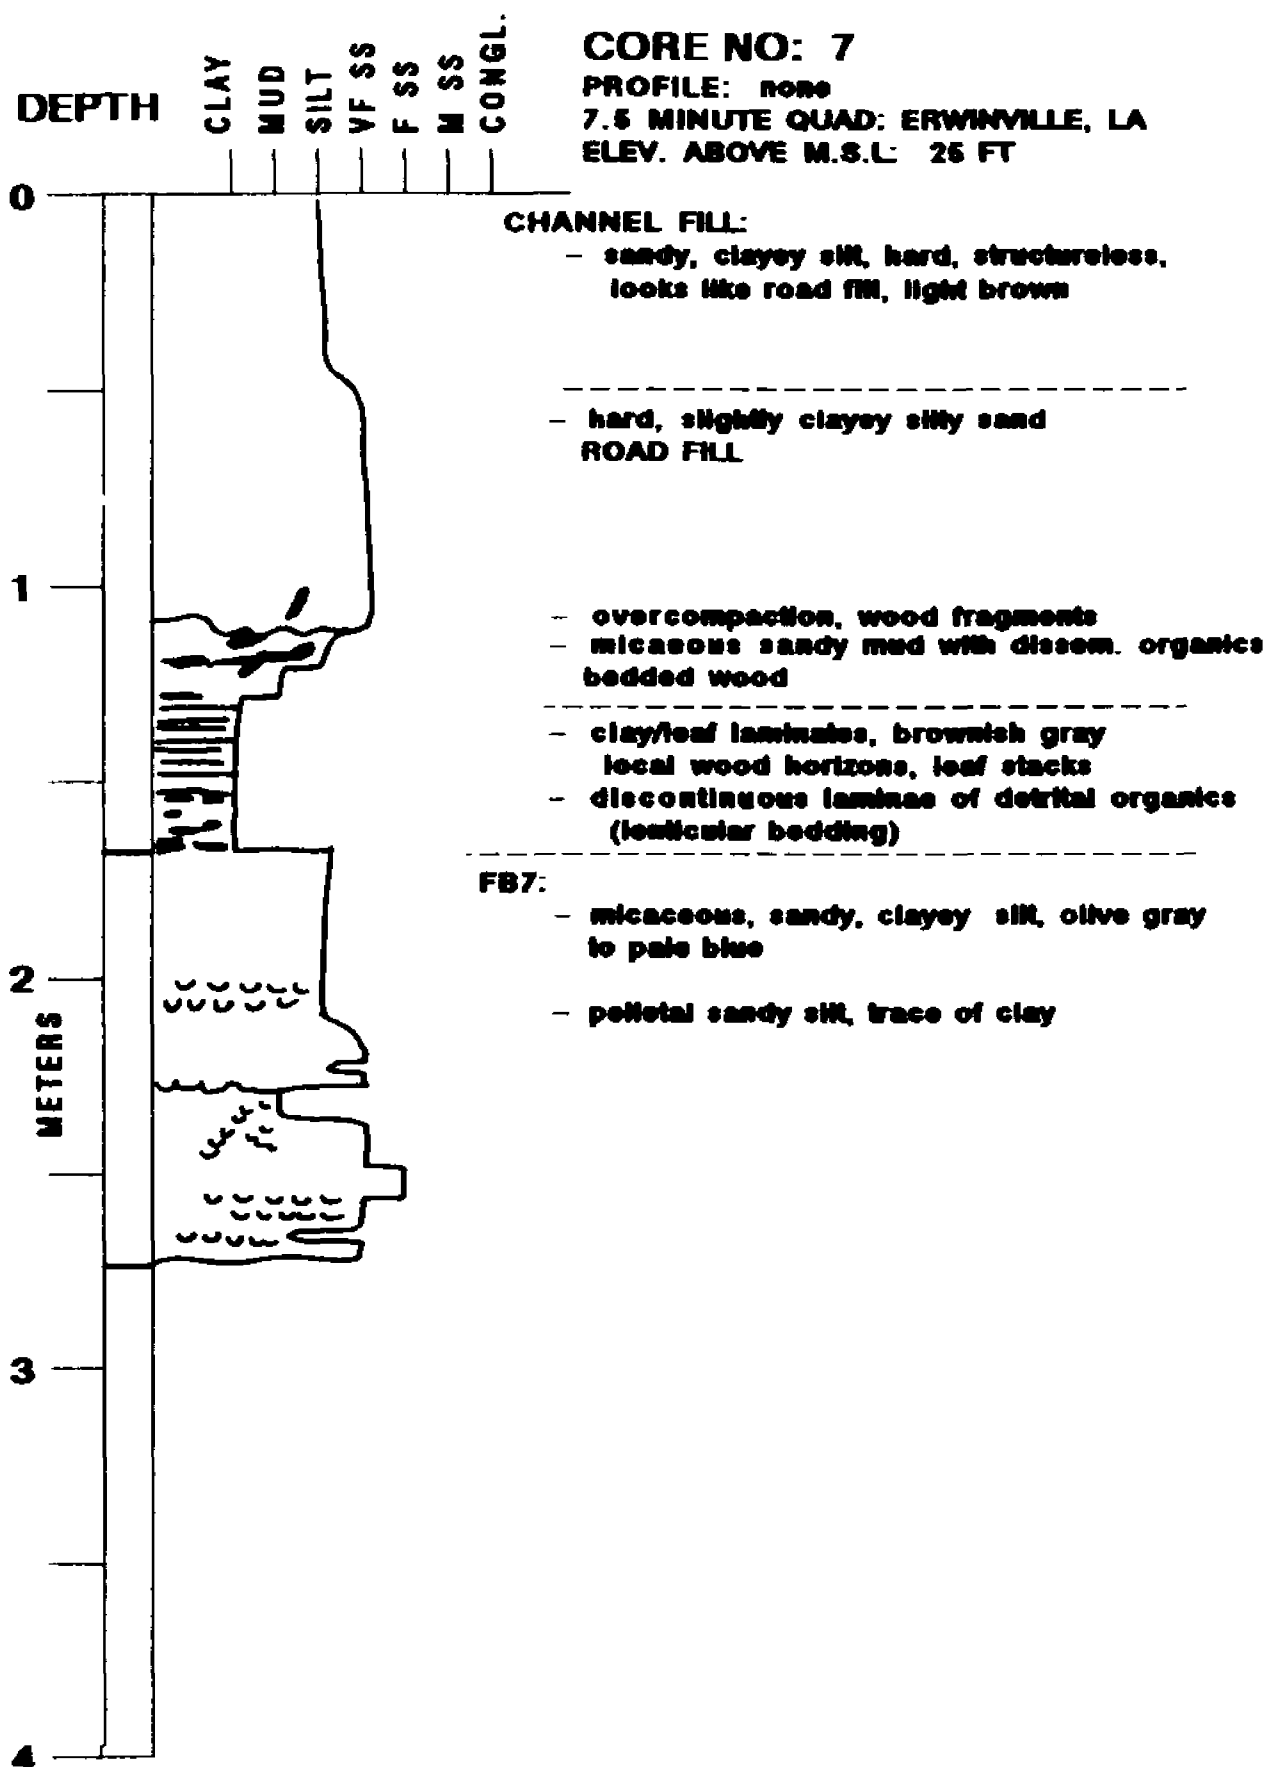 CORE NO: 7
PROFILE: none
7.5 MINUTE QUAD: ERWINVILLE, LA
ELEV. ABOVE M.S.L: 25 FT
DEPTH
CLAY
MUD
SILT
VF SS
F SS
M SS
CONGL.
0
CHANNEL FILL:
- sandy, clayey silt, hard, structureless,
looks like road fill, light brown
- hard, slightly clayey silty sand
ROAD FILL
1
- overcompaction, wood fragments
- micaeous sandy mud with dissem. organics
bedded wood
- clay/leaf laminates, brownish gray
local wood horizons, leaf stacks
- discontinuous laminae of detrital organics
(lenticular bedding)
FB7:
- micaceous, sandy, clayey silt, olive gray
to pale blue
2
- pelletal sandy silt, trace of clay
METERS
3
4